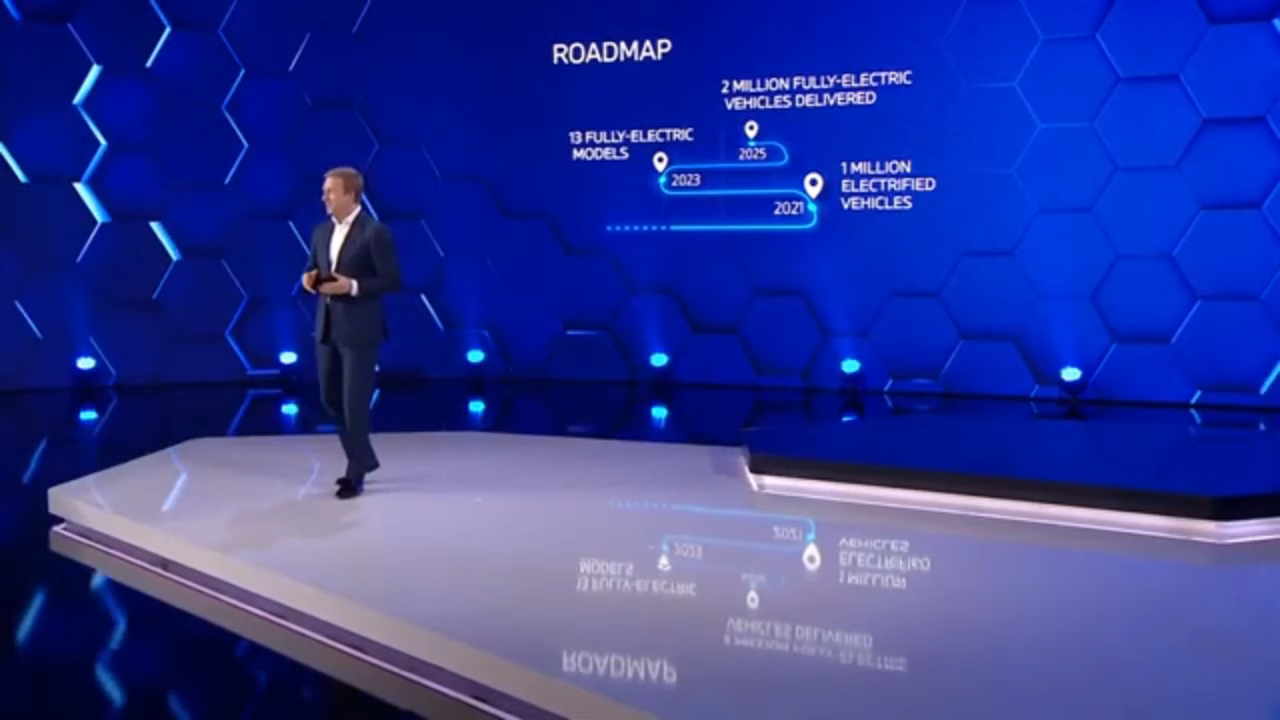 ROADMAP
2 MILLION FULLY-ELECTRIC
VEHICLES DELIVERED
13 FULLY-ELECTRIC
MODELS
2025
2023
1 MILLION
ELECTRIFIED
VEHICLES
2021